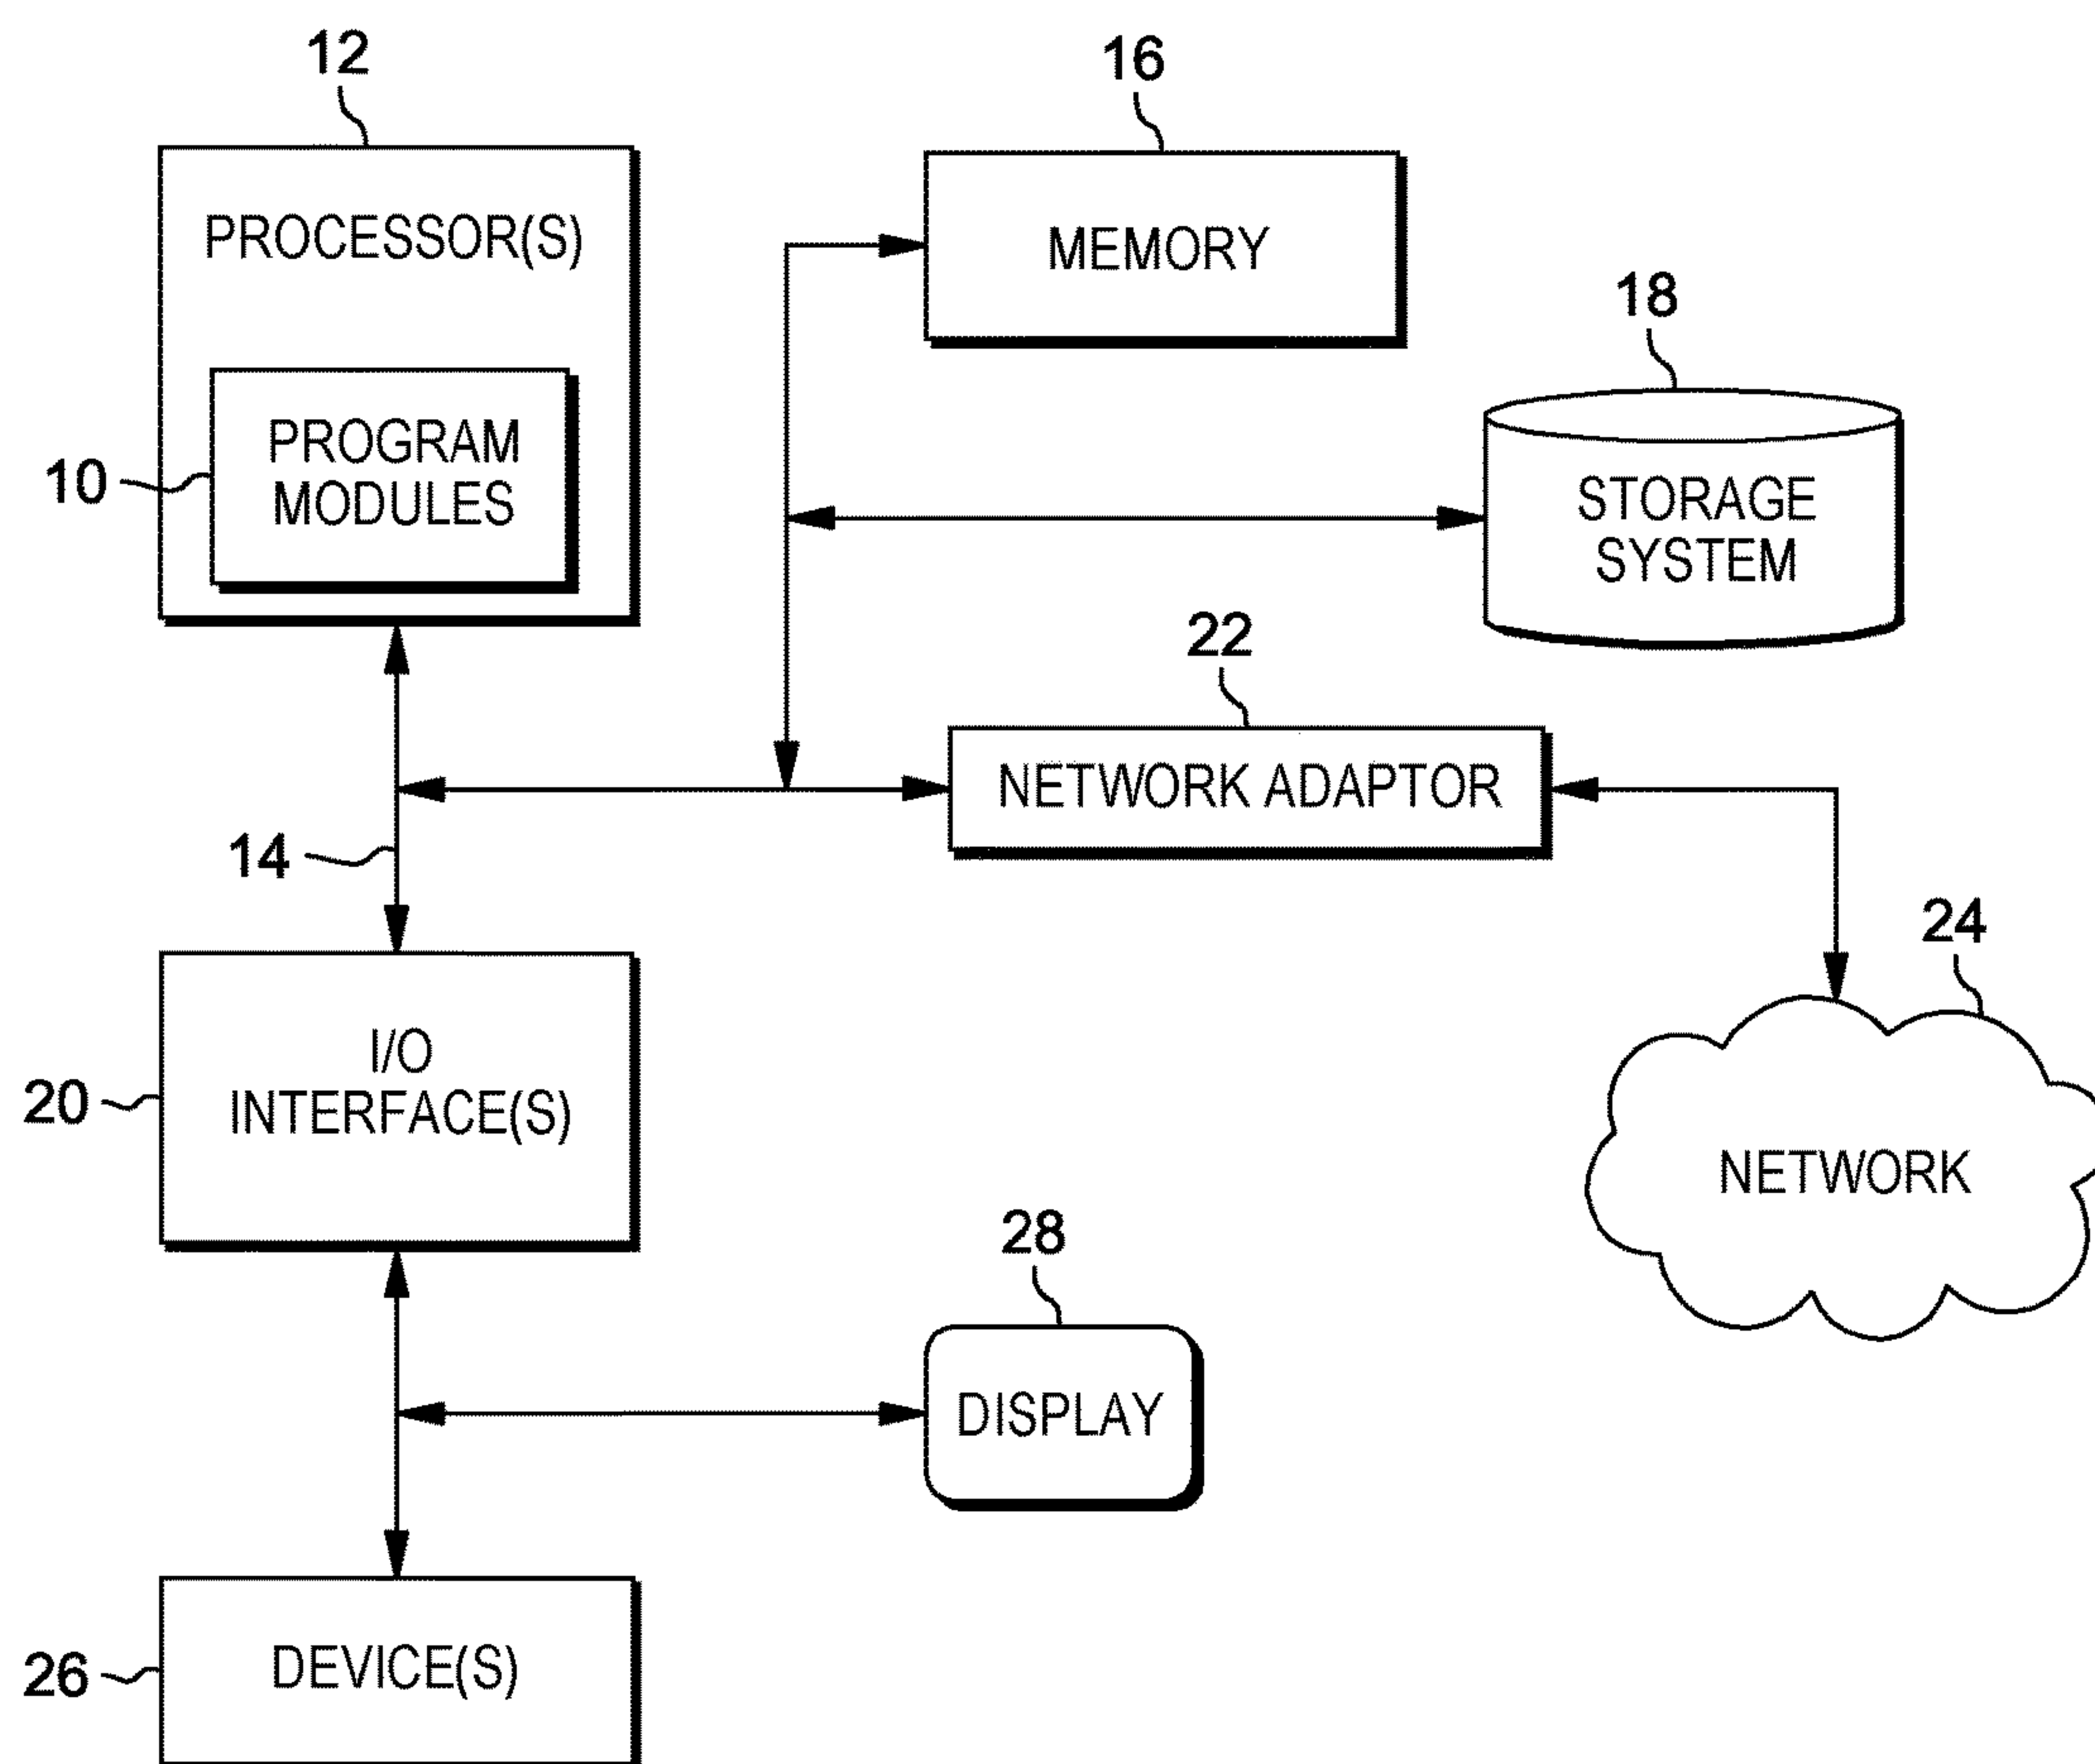 12
PROCESSOR(S)
10
PROGRAM
MODULES
16
MEMORY
18
STORAGE
SYSTEM
22
NETWORK ADAPTOR
14
24
NETWORK
20
I/O
INTERFACE(S)
28
DISPLAY
26
DEVICE(S)